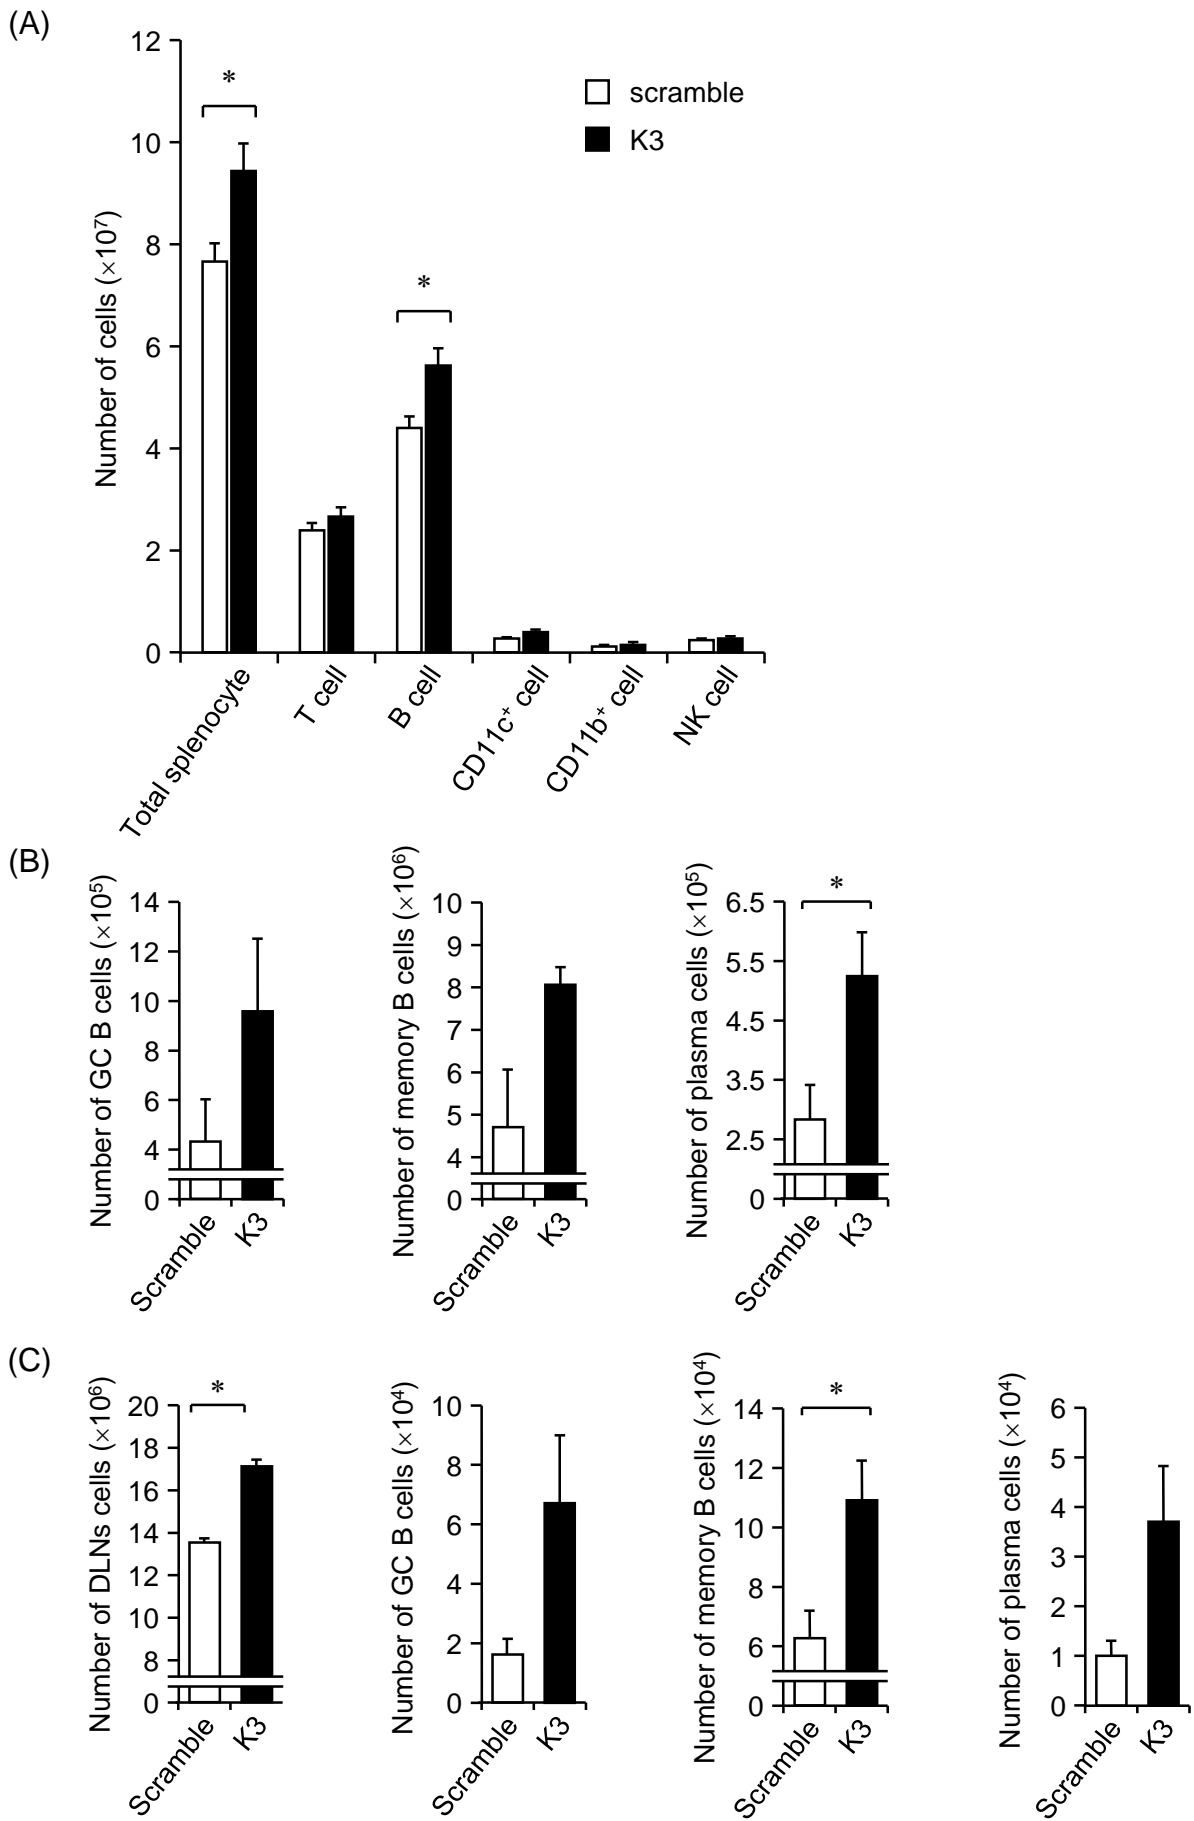 (A)
12
10
8
6
4
2
0
Number of cells (×10⁷)
*
*
scramble
K3
Total splenocyte
T cell
B cell
CD11c⁺ cell
CD11b⁺ cell
NK cell
(B)
Number of GC B cells (×10⁵)
14
12
10
8
6
4
0
Scramble
K3
Number of memory B cells (×10⁶)
10
9
8
7
6
5
4
0
Scramble
K3
Number of plasma cells (×10⁵)
*
6.5
5.5
4.5
3.5
2.5
0
Scramble
K3
(C)
Number of DLNs cells (×10⁶)
*
20
18
16
14
12
10
8
0
Scramble
K3
Number of GC B cells (×10⁴)
10
8
6
4
2
0
Scramble
K3
Number of memory B cells (×10⁴)
*
14
12
10
8
6
0
Scramble
K3
Number of plasma cells (×10⁴)
6
5
4
3
2
1
0
Scramble
K3